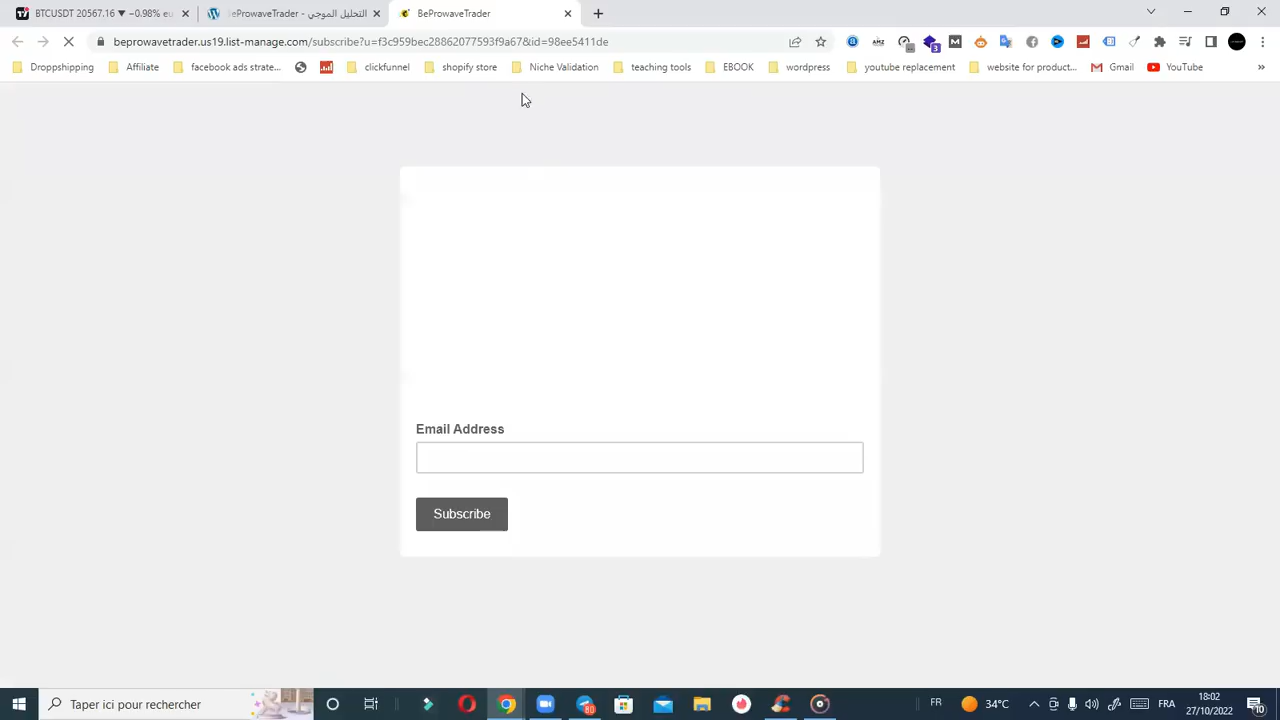 BTCUSDT 20567.16 ▼ −0.98% eu
BeProwaveTrader - التحليل الموجي
BeProwaveTrader
beprowavetrader.us19.list-manage.com/subscribe?u=f3c959bec28862077593f9a67&id=98ee5411de
Droppshipping
Affiliate
facebook ads strate...
clickfunnel
shopify store
Niche Validation
teaching tools
EBOOK
wordpress
youtube replacement
website for product...
Gmail
YouTube
»
Email Address
Subscribe
Taper ici pour rechercher
FR
34°C
FRA
18:02
27/10/2022